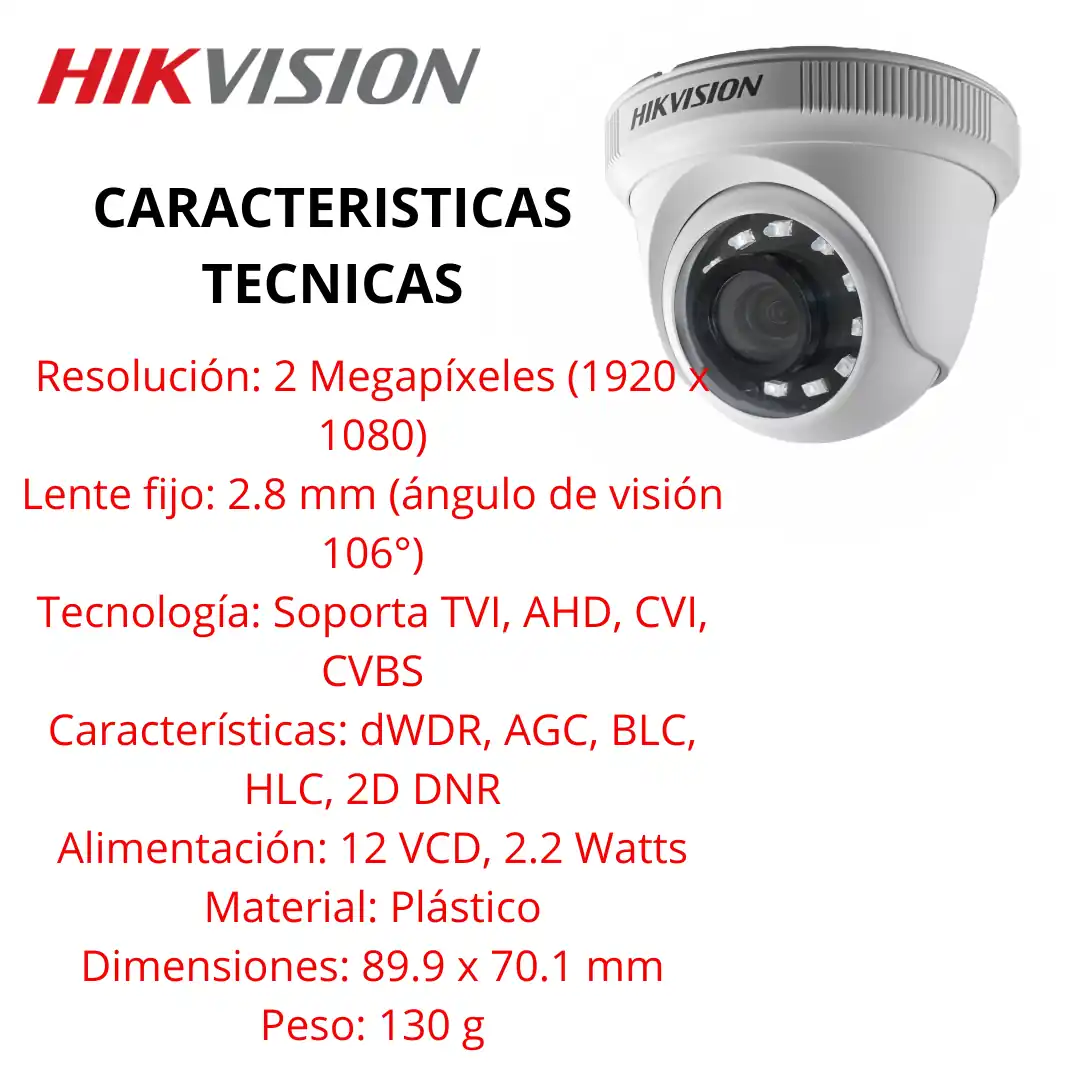 HIKVISION
HIKVISION
CARACTERISTICAS
TECNICAS
Resolución: 2 Megapíxeles (1920 x
1080)
Lente fijo: 2.8 mm (ángulo de visión
106°)
Tecnología: Soporta TVI, AHD, CVI,
CVBS
Características: dWDR, AGC, BLC,
HLC, 2D DNR
Alimentación: 12 VCD, 2.2 Watts
Material: Plástico
Dimensiones: 89.9 x 70.1 mm
Peso: 130 g